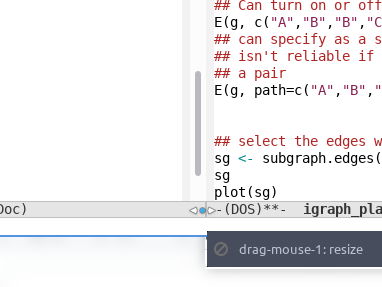 ## Can turn on or off
E(g, c("A","B","B","C
## can specify as a s
## isn't reliable if
## a pair
E(g, path=c("A","B","
## select the edges w
sg <- subgraph.edges(
sg
plot(sg)
Doc)
-(DOS)**- igraph_pla
drag-mouse-1: resize